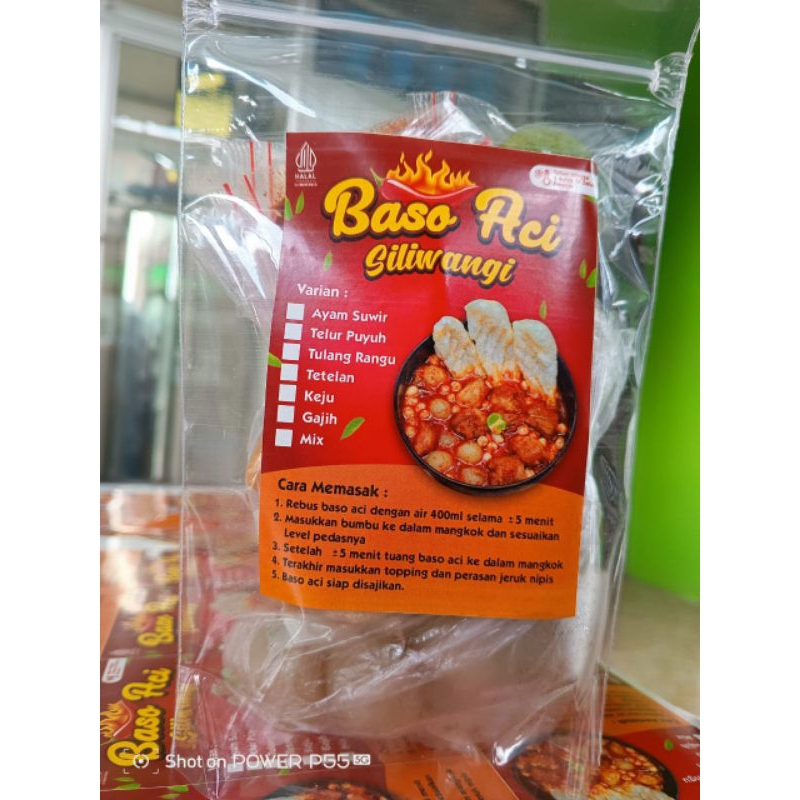 HALAL
Baso Aci
Siliwangi
Varian :
Ayam Suwir
Telur Puyuh
Tulang Rangu
Tetelan
Keju
Gajih
Mix
Cara Memasak :
1. Rebus baso aci dengan air 400ml selama ±5 menit
2. Masukkan bumbu ke dalam mangkok dan sesuaikan
Level pedasnya
3. Setelah ±5 menit tuang baso aci ke dalam mangkok
4. Terakhir masukkan topping dan perasan jeruk nipis
5. Baso aci siap disajikan.
Baso Aci
Baso Aci
Siliwangi
Shot on POWER P55 5G